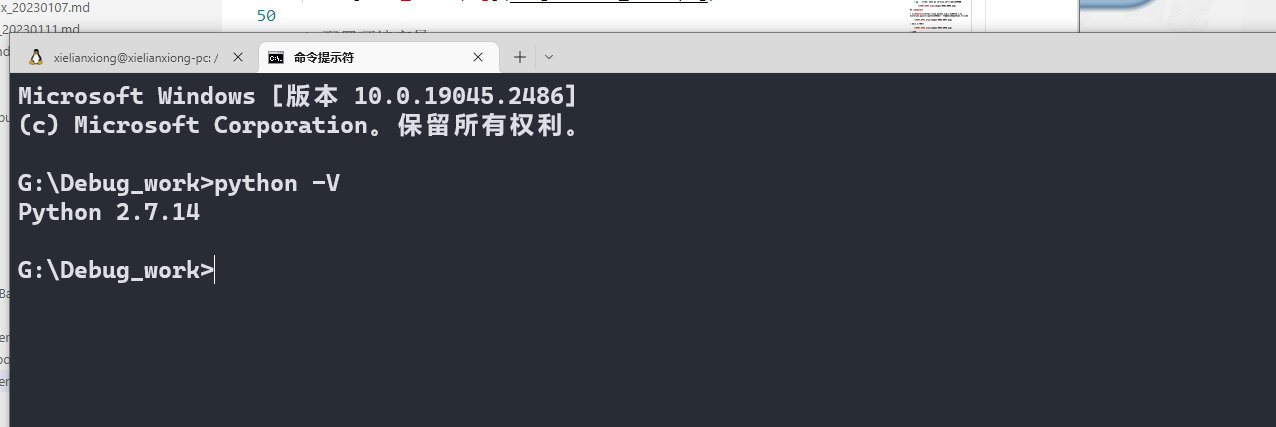 x_20230107.md
_20230111.md
50
xielianxiong@xielianxiong-pc: /
命令提示符
Microsoft Windows [版本 10.0.19045.2486]
(c) Microsoft Corporation。保留所有权利。
G:\Debug_work>python -V
Python 2.7.14
G:\Debug_work>